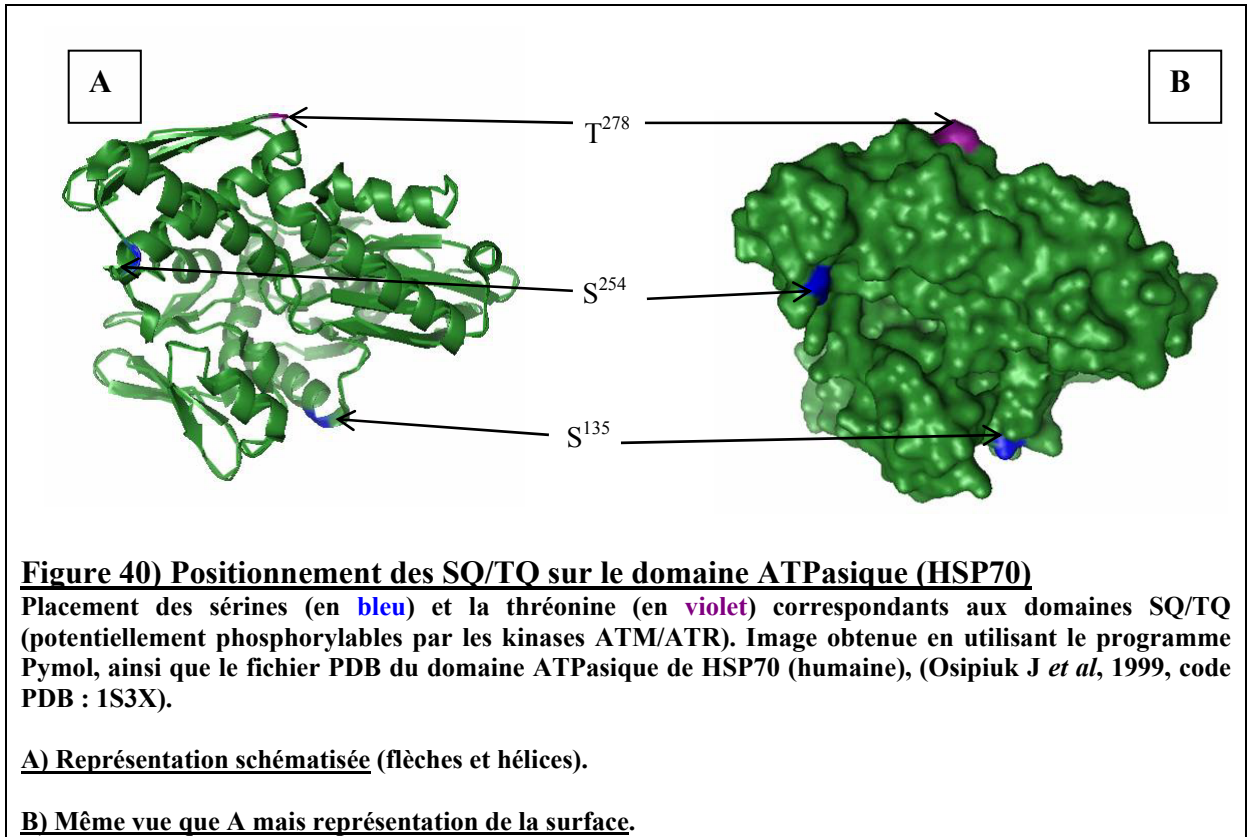 A
B
T278
S254
S135
Figure 40) Positionnement des SQ/TQ sur le domaine ATPasique (HSP70)
Placement des sérines (en bleu) et la thréonine (en violet) correspondants aux domaines SQ/TQ
(potentiellement phosphorylables par les kinases ATM/ATR). Image obtenue en utilisant le programme
Pymol, ainsi que le fichier PDB du domaine ATPasique de HSP70 (humaine), (Osipiuk J et al, 1999, code
PDB : 1S3X).
A) Représentation schématisée (flèches et hélices).
B) Même vue que A mais représentation de la surface.